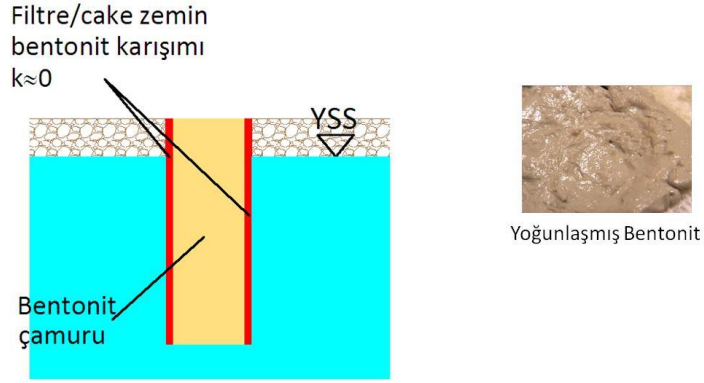 Filtre/cake zemin
bentonit karışımı
k≈0
YSS
Bentonit
çamuru
Yoğunlaşmış Bentonit